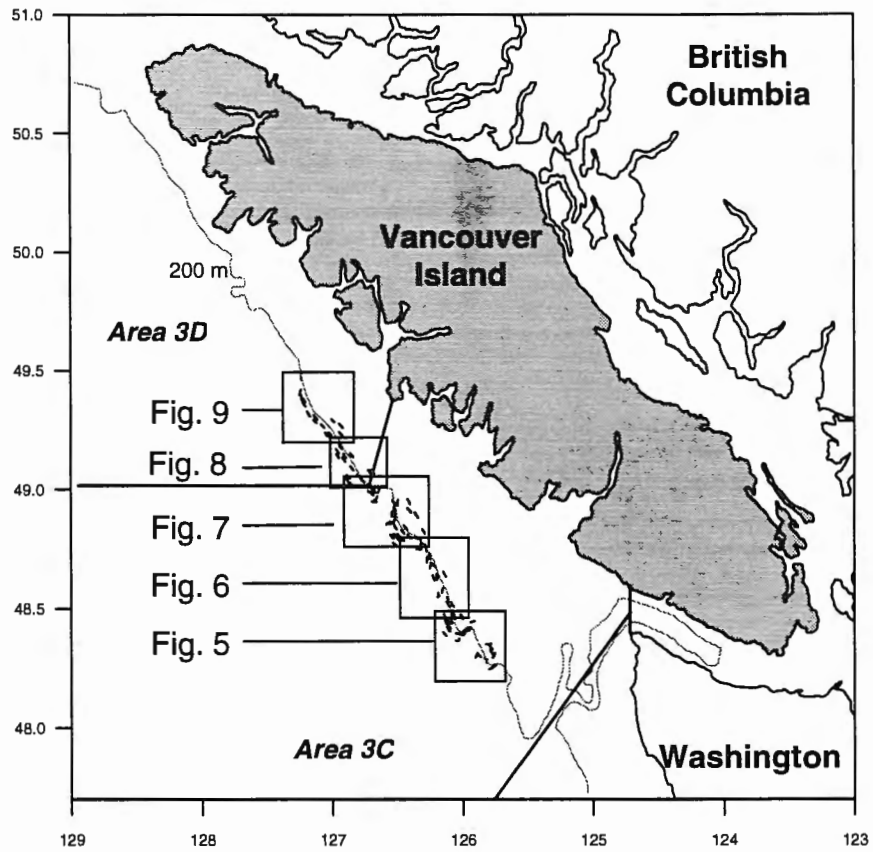 51.0
British
Columbia
50.5
50.0
Vancouver
Island
200 m
Area 3D
49.5
Fig. 9
Fig. 8
49.0
Fig. 7
Fig. 6
48.5
Fig. 5
48.0
Area 3C
Washington
129
128
127
126
125
124
123